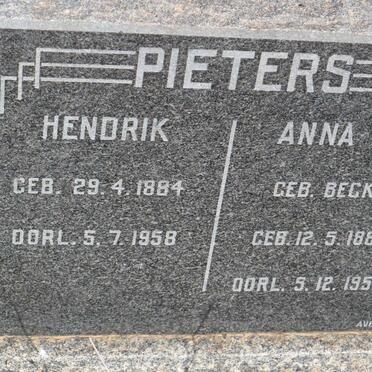 PIETERS
HENDRIK
GEB. 29.4.1884
OORL. 5.7.1958
ANNA
GEB. BECK
GEB. 12.5.188
OORL. 5.12.195